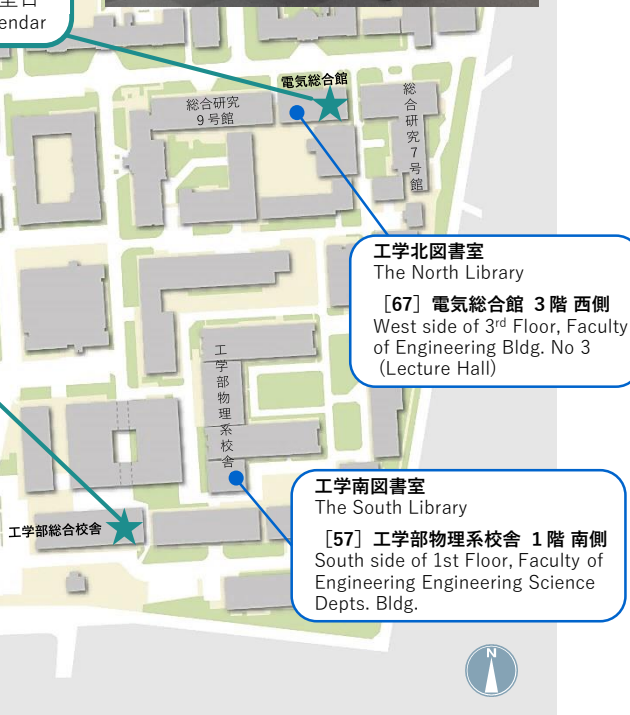 endar
電気総合館
総合研究
9号館
総合研究7号館
工学北図書室
The North Library
［67］電気総合館 3階 西側
West side of 3rd Floor, Faculty
of Engineering Bldg. No 3
(Lecture Hall)
工学部物理系校舎
工学南図書室
The South Library
［57］工学部物理系校舎 1階 南側
South side of 1st Floor, Faculty of
Engineering Engineering Science
Depts. Bldg.
工学部総合校舎
N